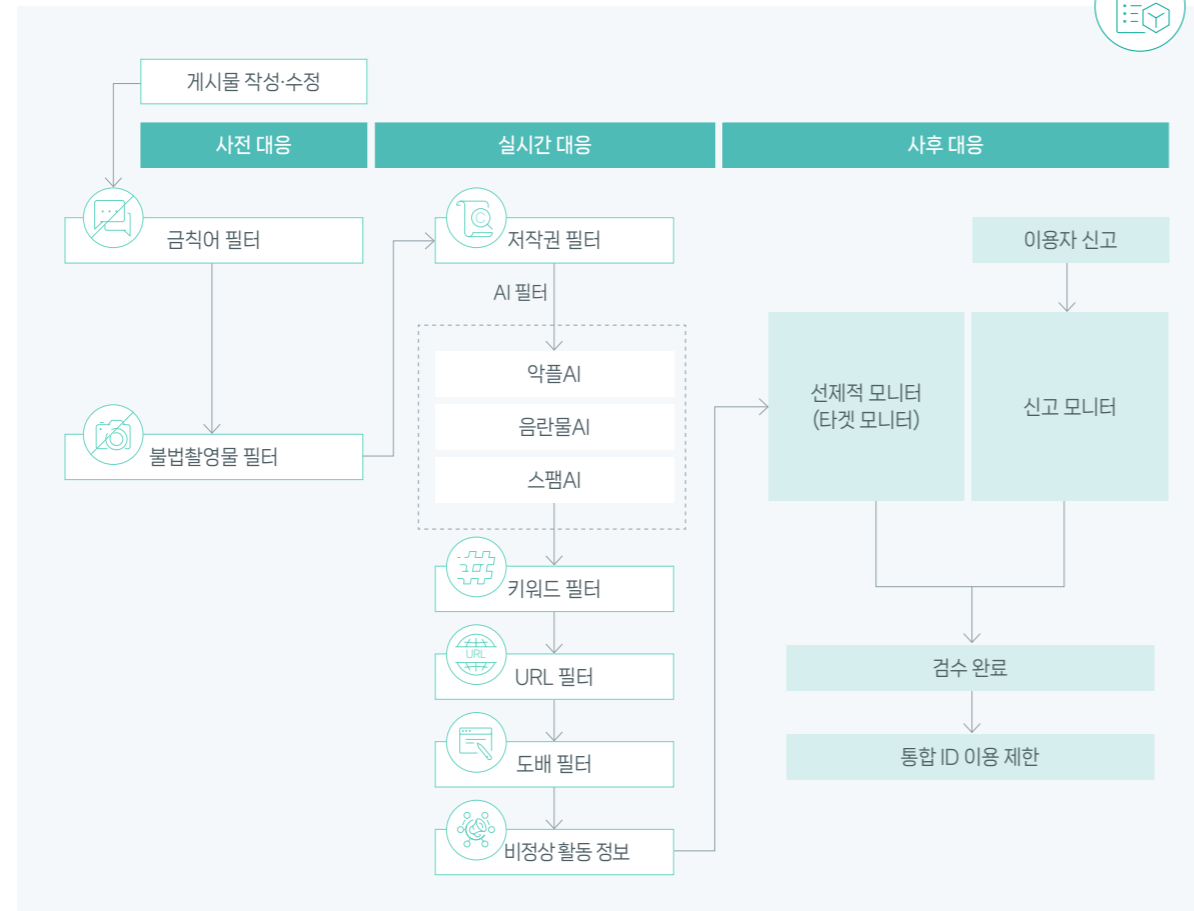 게시물 작성·수정
사전 대응
실시간 대응
사후 대응
금칙어 필터
불법촬영물 필터
저작권 필터
AI 필터
악플AI
음란물AI
스팸AI
키워드 필터
URL
URL 필터
도배 필터
비정상 활동 정보
이용자 신고
선제적 모니터
(타겟 모니터)
신고 모니터
검수 완료
통합 ID 이용 제한